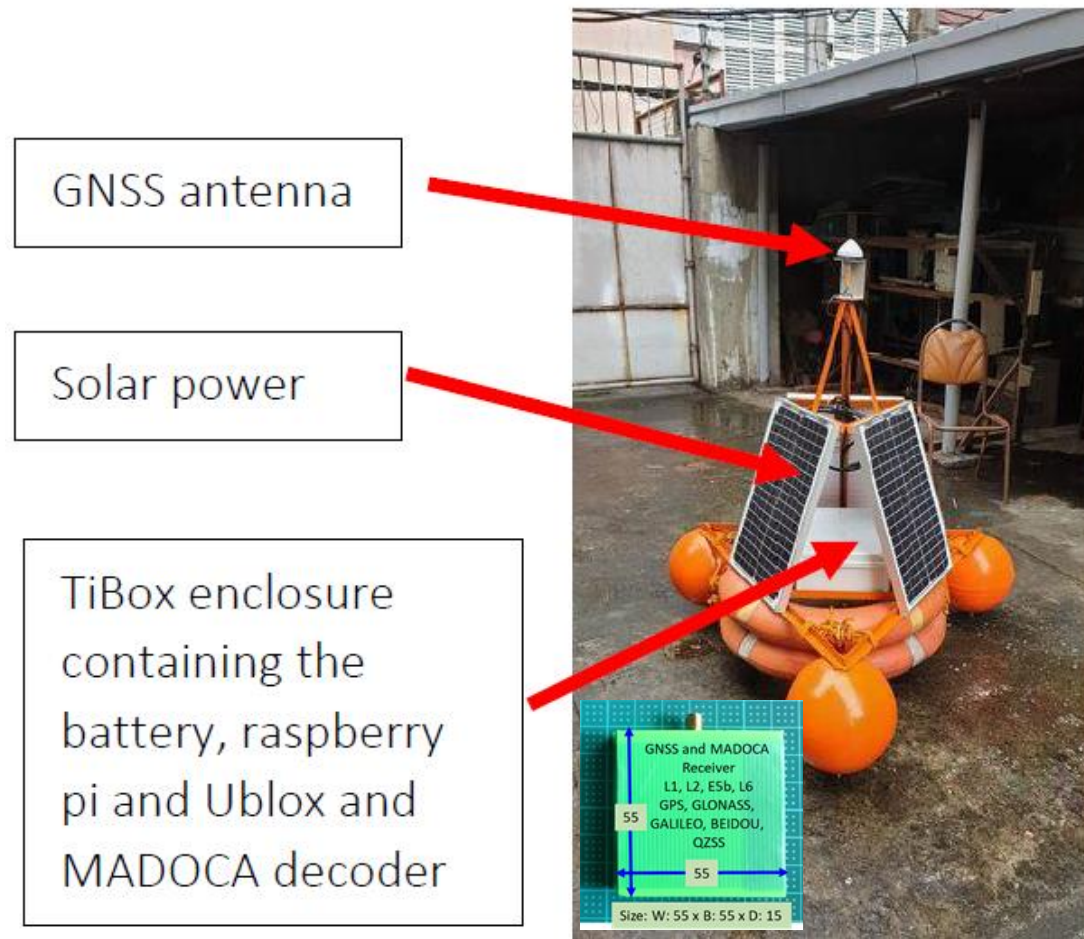 GNSS antenna
Solar power
TiBox enclosure
containing the
battery, raspberry
pi and Ublox and
MADOCA decoder
GNSS and MADOCA
Receiver
L1, L2, E5b, L6
GPS, GLONASS,
GALILEO, BEIDOU,
QZSS
55
55
Size: W: 55 x B: 55 x D: 15